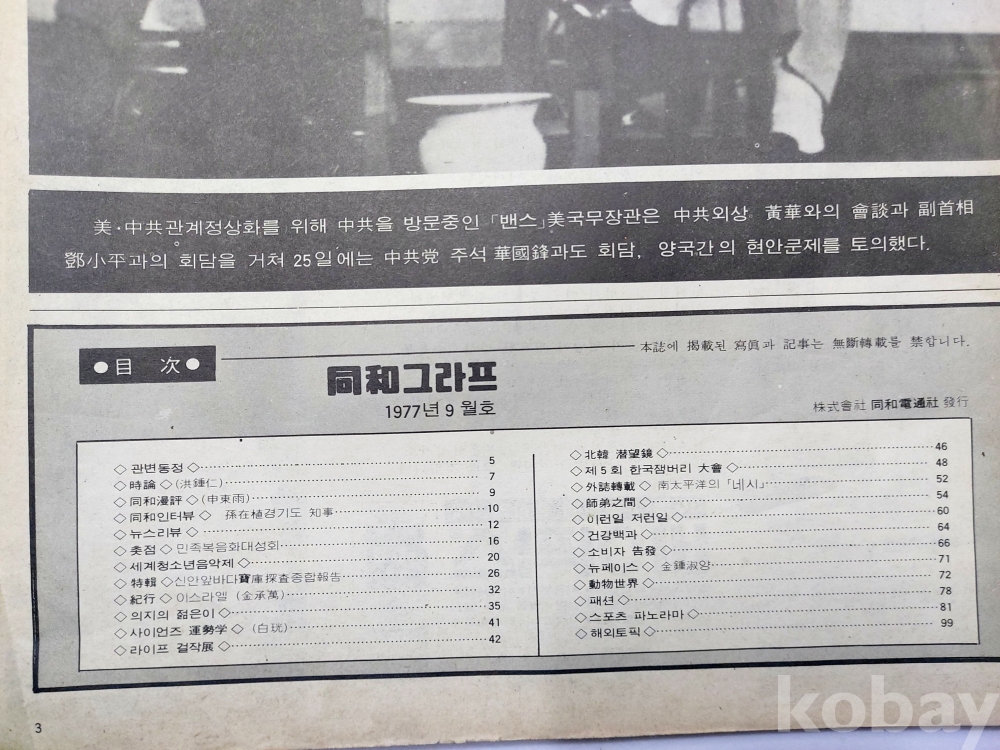 美·中共관계정상화를 위해 中共을 방문중인 「밴스」美국무장관은 中共외상 黃華와의 會談과 副首相
鄧小平과의 회담을 거쳐 25일에는 中共党 주석 華國鋒과도 회담, 양국간의 현안문제를 토의했다.
●目 次●
本誌에 揭載된 寫眞과 記事는 無斷轉載를 禁합니다.
同和그라프
1977년 9 월호
株式會社 同和電通社 發行
◇관변동정◇ 5
◇時論◇(洪鍾仁) 7
◇同和漫評◇(申東雨) 9
◇同和인터뷰◇ 孫在植경기도 知事 10
◇뉴스리뷰◇ 12
◇촛점◇민족복음화대성회 16
◇세계청소년음악제◇ 20
◇特輯◇신안앞바다寶庫探査종합報告 26
◇紀行◇이스라엘 (金承萬) 32
◇의지의 젊은이◇ 35
◇사이언즈 運勢学◇ (白珖) 41
◇라이프 걸작展◇ 42
◇北韓 潜望鏡◇ 46
◇제 5 회 한국잼버리 大會◇ 48
◇外誌轉載◇ 南太平洋의 「네시」 52
◇師弟之間◇ 54
◇이런일 저런일◇ 60
◇건강백과◇ 64
◇소비자 告發◇ 66
◇뉴페이스◇ 金鍾淑양 71
◇動物世界◇ 72
◇패션◇ 78
◇스포츠 파노라마◇ 81
◇해외토픽◇ 99
3
kobay